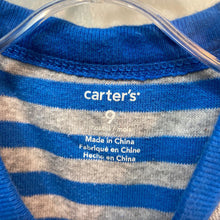 carter's
9
Made in China
Fabriqué en Chine
Hecho en China